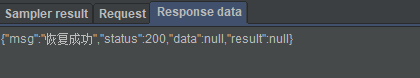 Sampler result Request Response data
{"msg":"恢复成功","status":200,"data":null,"result":null}